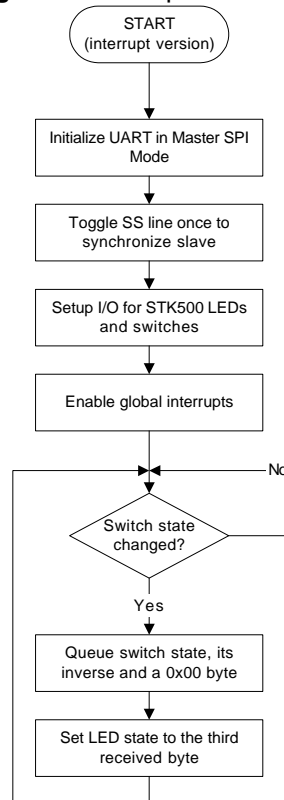 START
(interrupt version)
Initialize UART in Master SPI
Mode
Toggle SS line once to
synchronize slave
Setup I/O for STK500 LEDs
and switches
Enable global interrupts
No
Switch state
changed?
Yes
Queue switch state, its
inverse and a 0x00 byte
Set LED state to the third
received byte